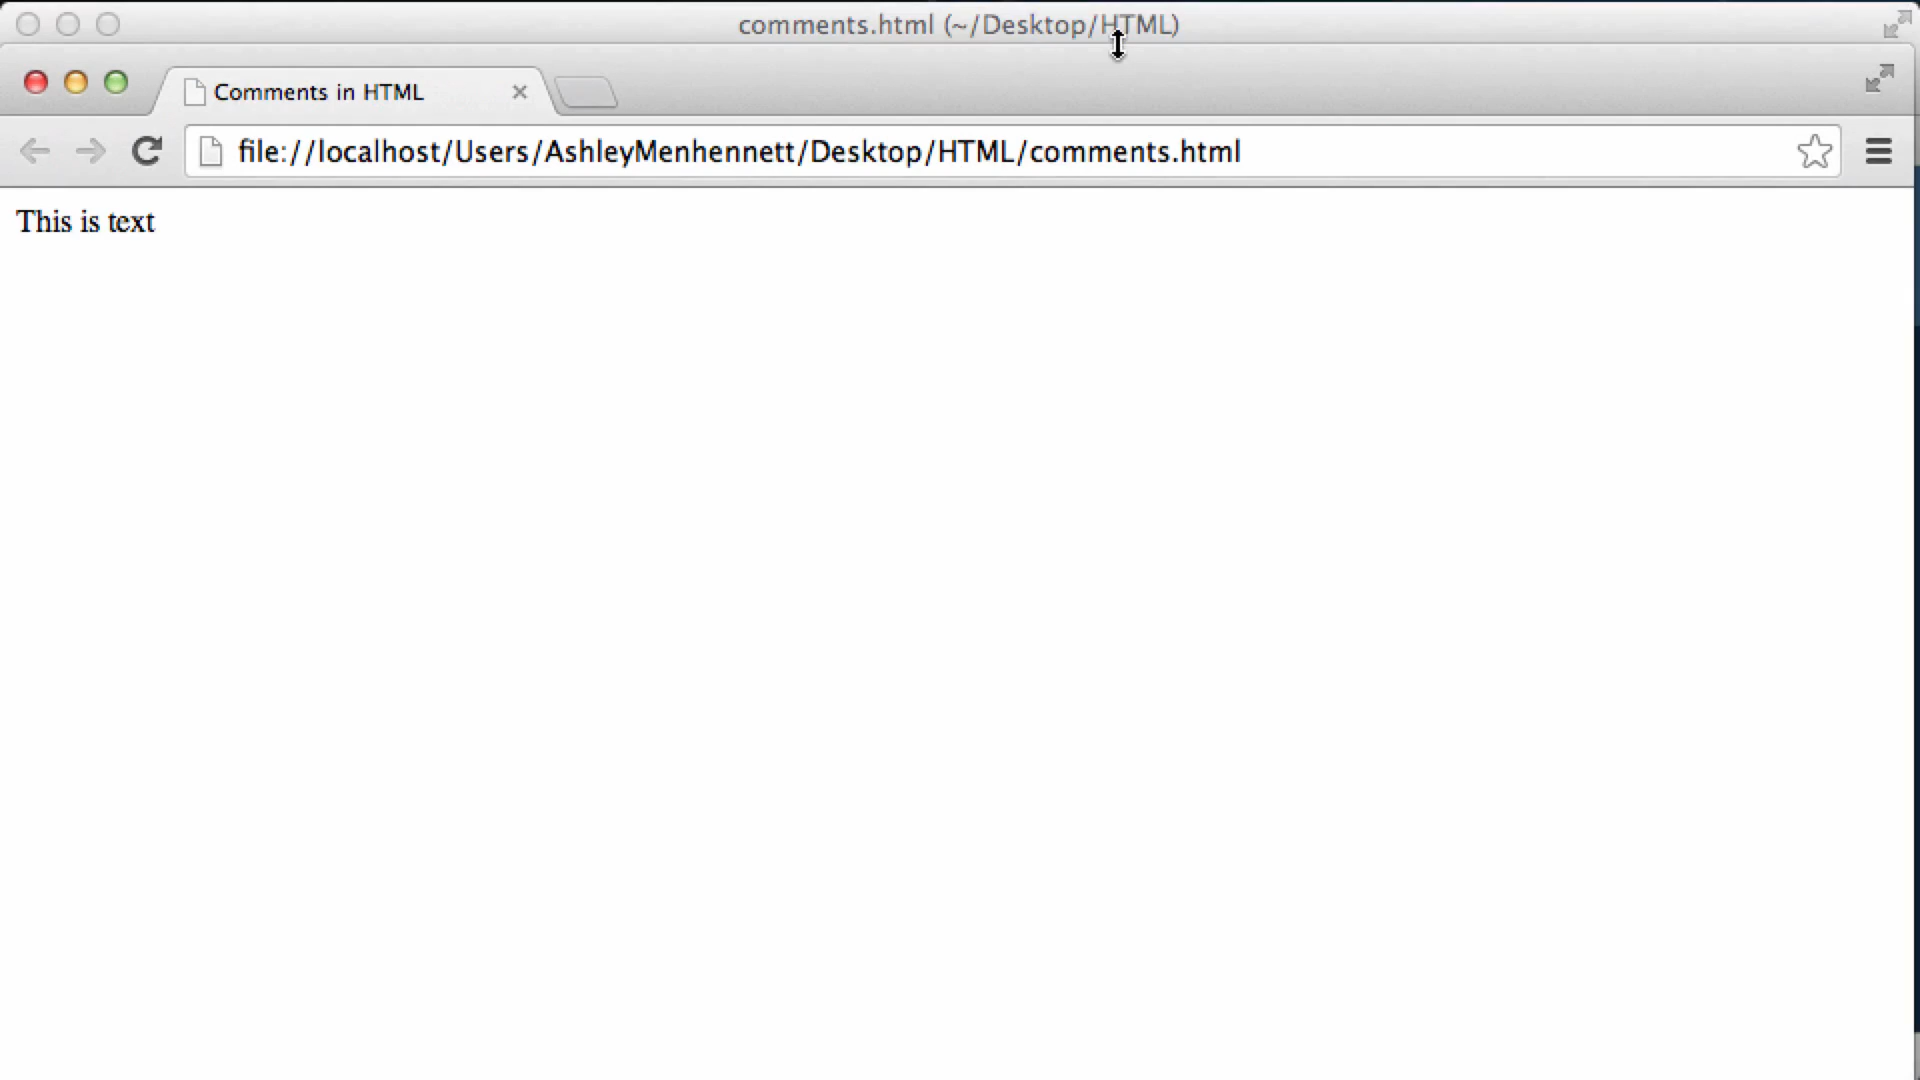 comments.html (~/Desktop/HTML)
Comments in HTML
file://localhost/Users/AshleyMenhennett/Desktop/HTML/comments.html
This is text